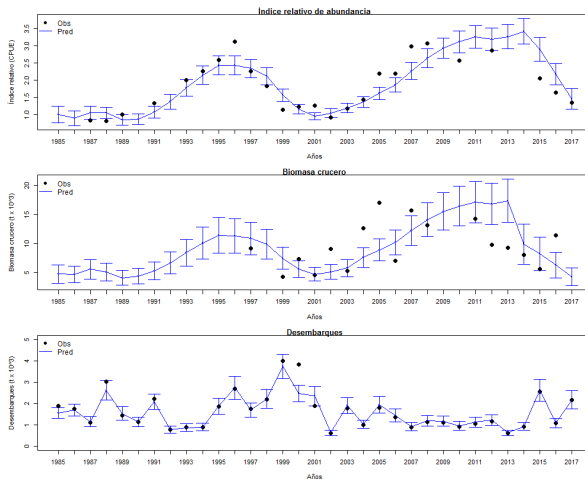 Índice relativo de abundancia
Obs
Pred
Índice relativo (CPUE)
3.5
3.0
2.5
2.0
1.5
1.0
1985 1987 1989 1991 1993 1995 1997 1999 2001 2003 2005 2007 2009 2011 2013 2015 2017
Años
Biomasa crucero
Obs
Pred
Biomasa crucero (t x 10^3)
20
15
10
5
1985 1987 1989 1991 1993 1995 1997 1999 2001 2003 2005 2007 2009 2011 2013 2015 2017
Años
Desembarques
Obs
Pred
Desembarques (t x 10^3)
5
4
3
2
1
0
1985 1987 1989 1991 1993 1995 1997 1999 2001 2003 2005 2007 2009 2011 2013 2015 2017
Años